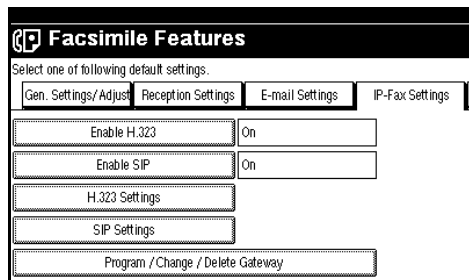 Facsimile Features
Select one of following default settings.
Gen. Settings/Adjust Reception Settings E-mail Settings IP-Fax Settings
Enable H.323 On
Enable SIP On
H.323 Settings
SIP Settings
Program / Change / Delete Gateway